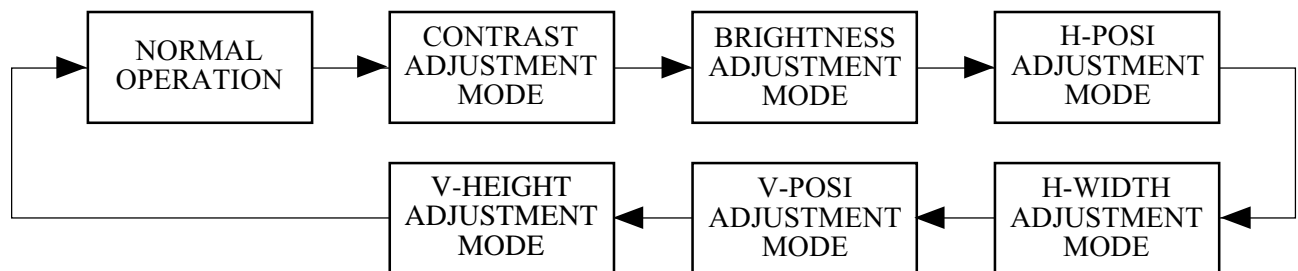 NORMAL
OPERATION
CONTRAST
ADJUSTMENT
MODE
BRIGHTNESS
ADJUSTMENT
MODE
H-POSI
ADJUSTMENT
MODE
V-HEIGHT
ADJUSTMENT
MODE
V-POSI
ADJUSTMENT
MODE
H-WIDTH
ADJUSTMENT
MODE